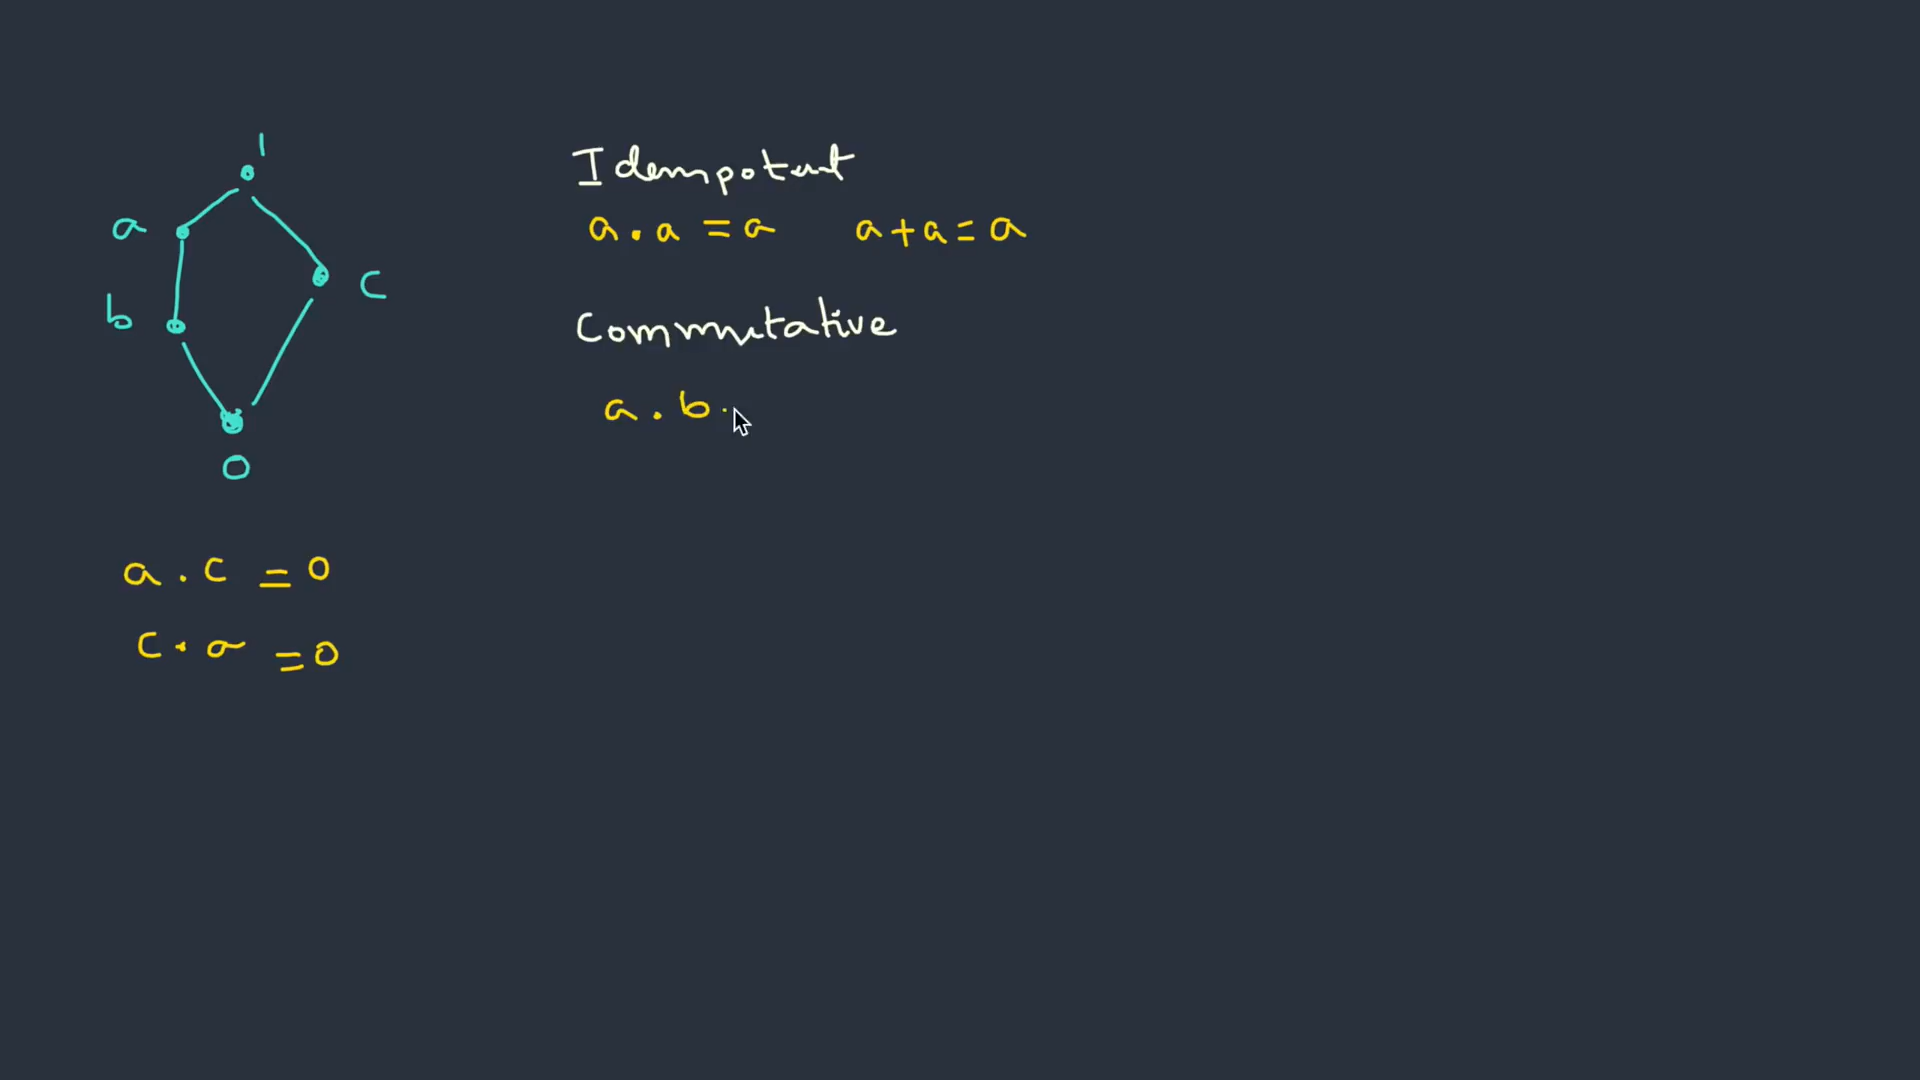 1
a
b
c
0
a . c = 0
c . a = 0
Idempotent
a . a = a    a + a = a
Commutative
a . b